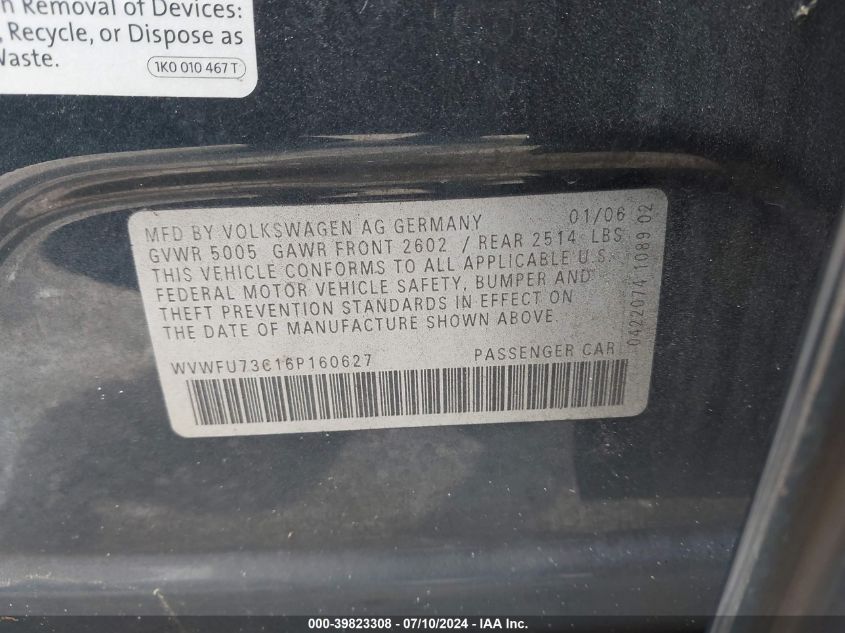 n Removal of Devices:
, Recycle, or Dispose as
Waste.
1K0 010 467 T
MFD BY VOLKSWAGEN AG GERMANY 01/06
GVWR 5005 GAWR FRONT 2602 / REAR 2514 LBS
THIS VEHICLE CONFORMS TO ALL APPLICABLE U.S.
FEDERAL MOTOR VEHICLE SAFETY, BUMPER AND
THEFT PREVENTION STANDARDS IN EFFECT ON
THE DATE OF MANUFACTURE SHOWN ABOVE.
WVWFU73C16P160627 PASSENGER CAR
04220741108902
000-39823308 - 07/10/2024 - IAA Inc.